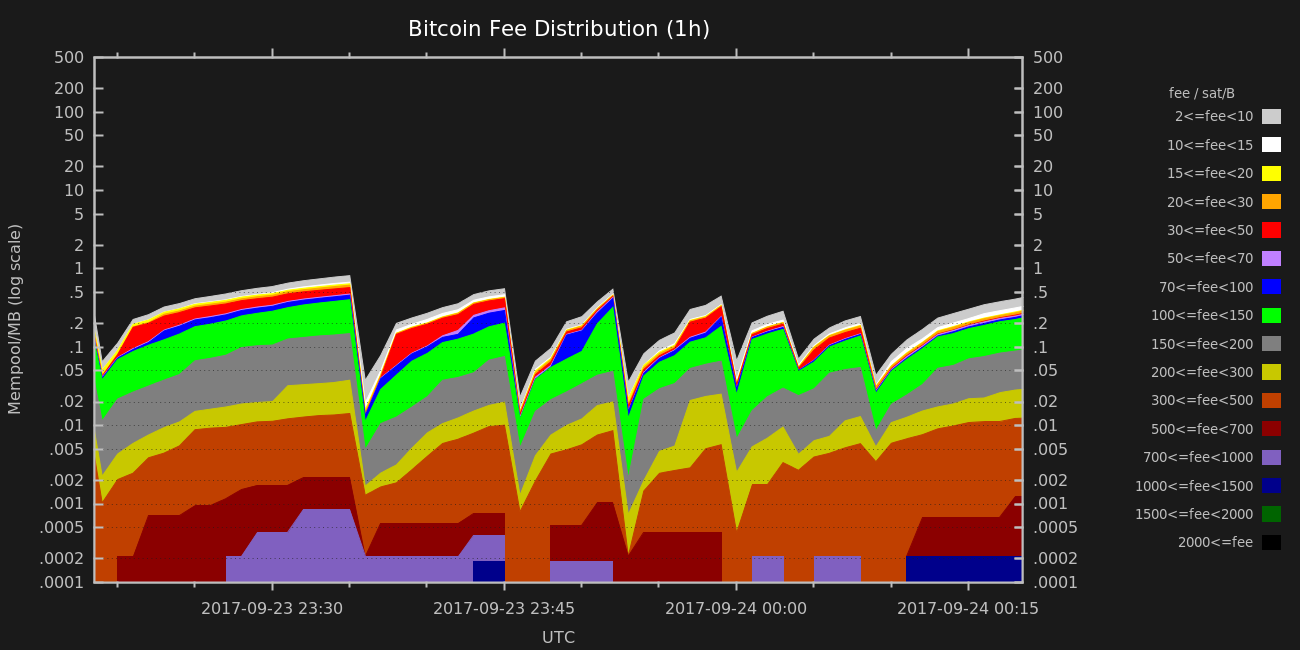 Bitcoin Fee Distribution (1h)
Mempool/MB (log scale)
500
200
100
50
20
10
5
2
1
.5
.2
.1
.05
.02
.01
.005
.002
.001
.0005
.0002
.0001
500
200
100
50
20
10
5
2
1
.5
.2
.1
.05
.02
.01
.005
.002
.001
.0005
.0002
.0001
2017-09-23 23:30
2017-09-23 23:45
2017-09-24 00:00
2017-09-24 00:15
UTC
fee / sat/B
2<=fee<10
10<=fee<15
15<=fee<20
20<=fee<30
30<=fee<50
50<=fee<70
70<=fee<100
100<=fee<150
150<=fee<200
200<=fee<300
300<=fee<500
500<=fee<700
700<=fee<1000
1000<=fee<1500
1500<=fee<2000
2000<=fee